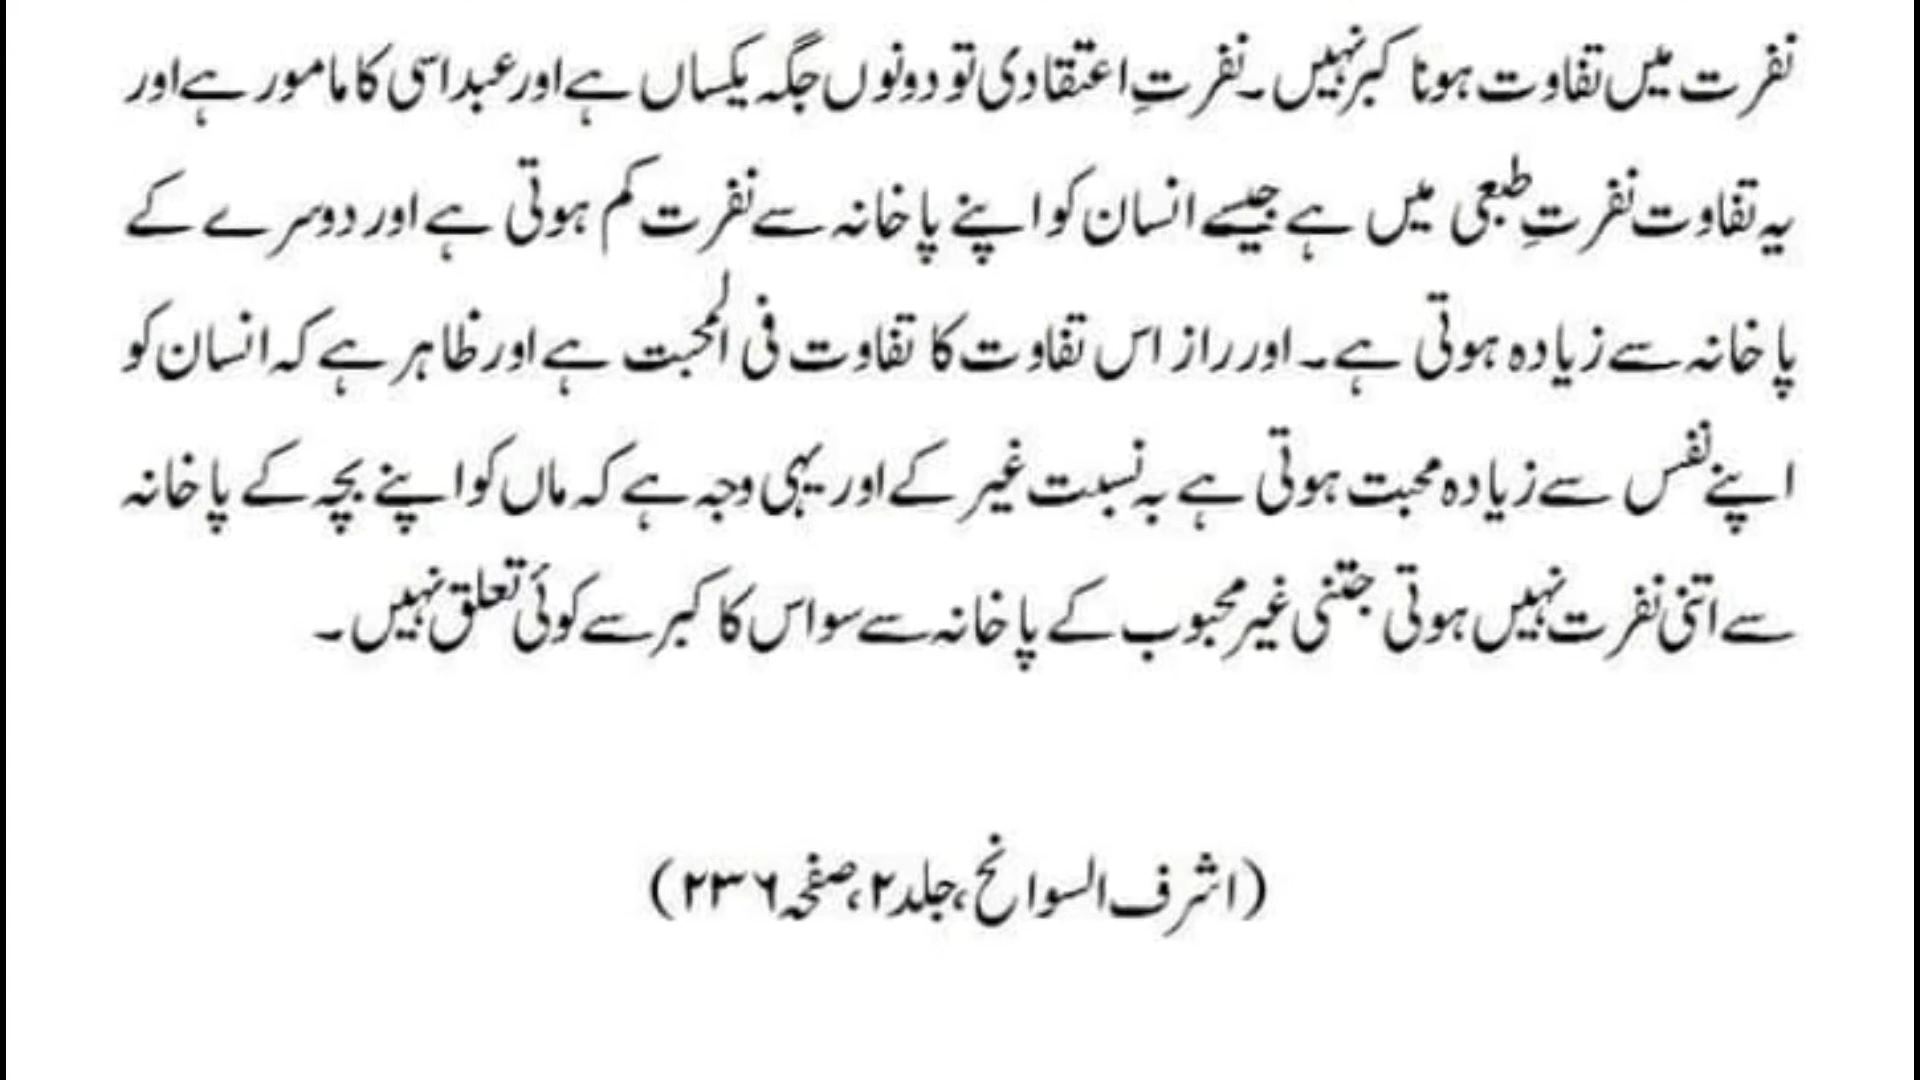 نفرت میں تفاوت ہونا کبر نہیں۔ نفرتِ اعتقادی تو دونوں جگہ یکساں ہے اور عبد اسی کا مامور ہے اور
یہ تفاوت نفرتِ طبعی میں ہے جیسے انسان کو اپنے پاخانہ سے نفرت کم ہوتی ہے اور دوسرے کے
پاخانہ سے زیادہ ہوتی ہے۔ اور راز اس تفاوت کا تفاوت فی المحبت ہے اور ظاہر ہے کہ انسان کو
اپنے نفس سے زیادہ محبت ہوتی ہے بہ نسبت غیر کے اور یہی وجہ ہے کہ ماں کو اپنے بچہ کے پاخانہ
سے اتنی نفرت نہیں ہوتی جتنی غیر محبوب کے پاخانہ سے سو اس کا کبر سے کوئی تعلق نہیں۔
(اشرف السوانح، جلد ۲، صفحہ ۲۳۶)